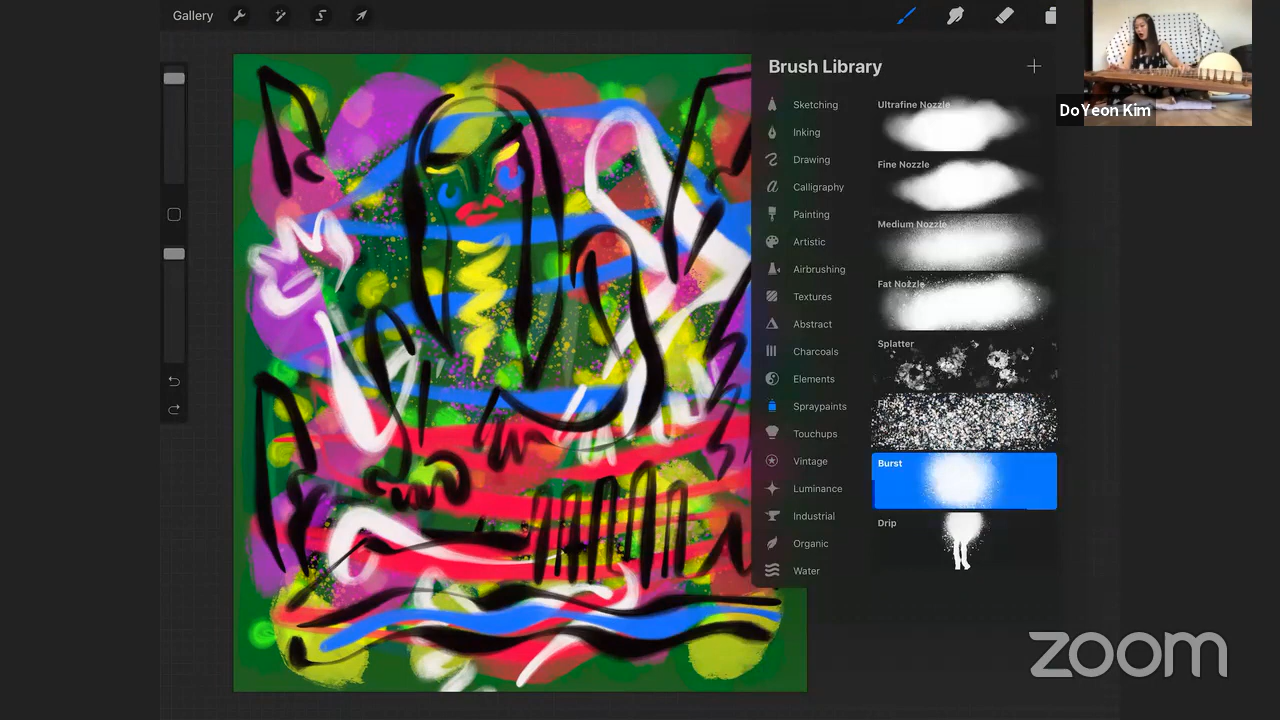 Gallery
Brush Library
Sketching
Inking
Drawing
Calligraphy
Painting
Artistic
Airbrushing
Textures
Abstract
Charcoals
Elements
Spraypaints
Touchups
Vintage
Luminance
Industrial
Organic
Water
Ultrafine Nozzle
Fine Nozzle
Medium Nozzle
Fat Nozzle
Splatter
Burst
Drip
DoYeon Kim
zoom